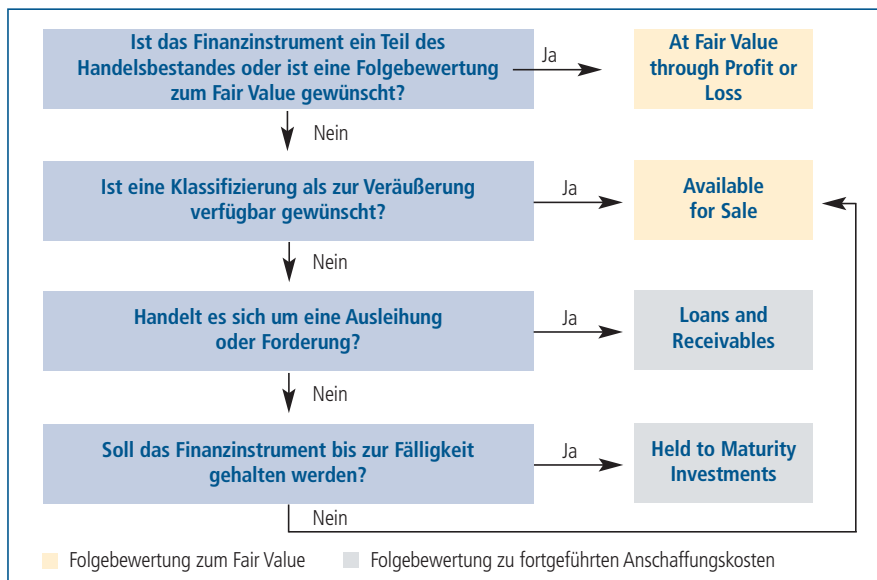 Ist das Finanzinstrument ein Teil des
Handelsbestandes oder ist eine Folgebewertung
zum Fair Value gewünscht?
Ja
At Fair Value
through Profit or
Loss
Nein
Ist eine Klassifizierung als zur Veräußerung
verfügbar gewünscht?
Ja
Available
for Sale
Nein
Handelt es sich um eine Ausleihung
oder Forderung?
Ja
Loans and
Receivables
Nein
Soll das Finanzinstrument bis zur Fälligkeit
gehalten werden?
Ja
Held to Maturity
Investments
Nein
Folgebewertung zum Fair Value
Folgebewertung zu fortgeführten Anschaffungskosten